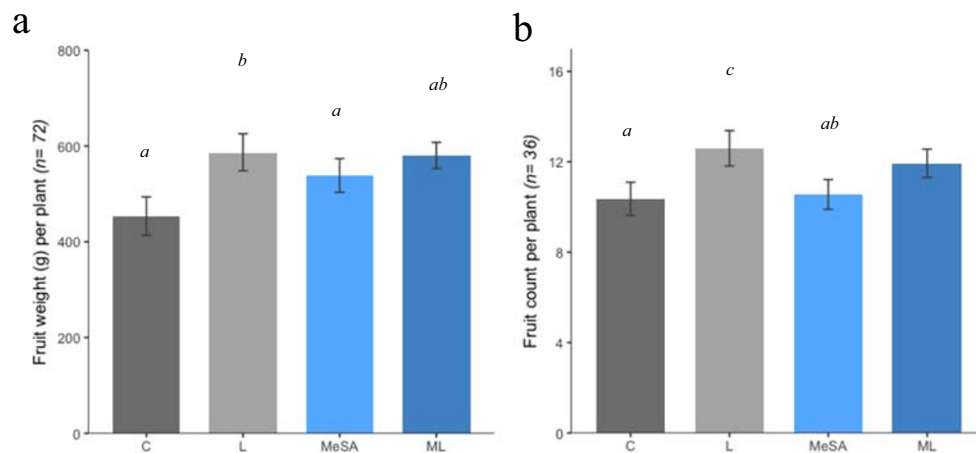 a
800
600
400
200
0
Fruit weight (g) per plant (n= 72)
a
b
a
ab
C L MeSA ML
b
16
12
8
4
0
Fruit count per plant (n= 36)
a
c
ab
C L MeSA ML